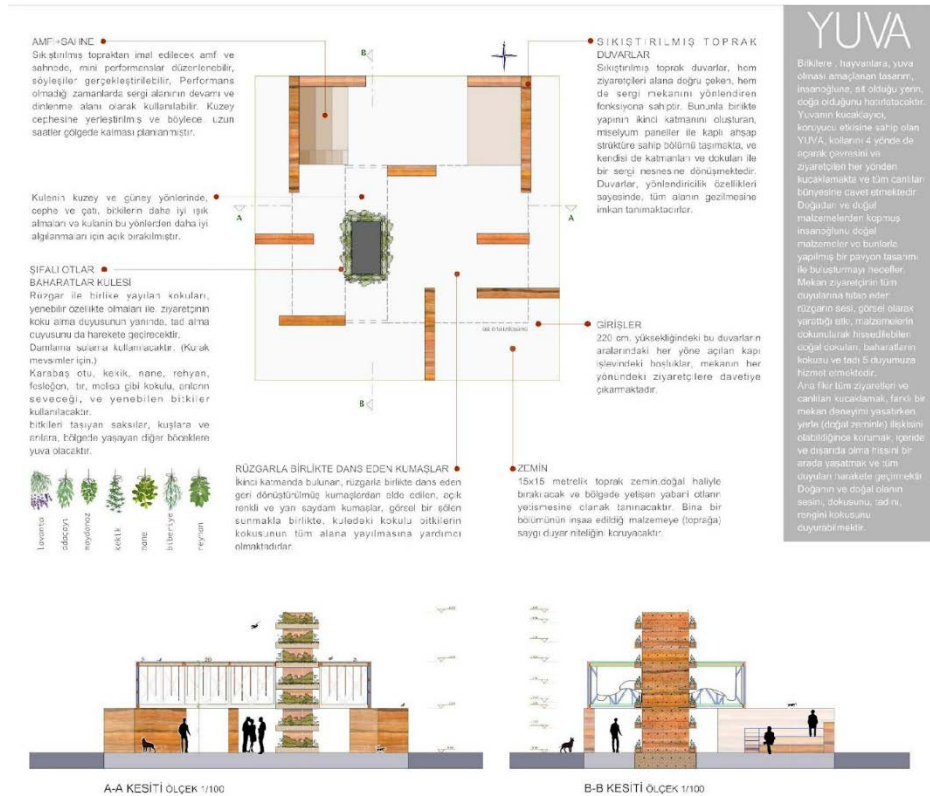 AMFİ+SAHNE
Sıkıştırılmış topraktan imal edilecek amfi ve
sahnede, mini performanslar düzenlenebilir,
söyleşiler gerçekleştirilebilir. Performans
olmadığı zamanlarda sergi alanının devamı ve
dinlenme alanı olarak kullanılabilir. Kuzey
cephesine yerleştirilmiş ve böylece uzun
saatler gölgede kalması planlanmıştır.
Kulenin kuzey ve güney yönlerinde,
cephe ve çatı, bitkilerin daha iyi ışık
almaları ve kulenin bu yönlerden daha iyi
algılanmaları için açık bırakılmıştır.
ŞİFALI OTLAR
BAHARATLAR KULESİ
Rüzgar ile birlikte yayılan kokuları,
yenebilir özellikte olmaları ile, ziyaretçinin
koku alma duyusunun yanında, tad alma
duyusunu da harekete geçirecektir.
Damlama sulama kullanılacaktır. (Kurak
mevsimler için.)
Karabaş otu, kekik, nane, reyhan,
fesleğen, ıtır, melisa gibi kokulu, arıların
seveceği, ve yenebilen bitkiler
kullanılacaktır.
bitkileri taşıyan saksılar, kuşlara ve
arılara, bölgede yaşayan diğer böceklere
yuva olacaktır.
lavanta
adaçayı
maydanoz
kekik
nane
biberiye
reyhan
B
A
A
B
SIKIŞTIRILMIŞ TOPRAK
DUVARLAR
Sıkıştırılmış toprak duvarlar, hem
ziyaretçileri alana doğru çeken, hem
de sergi mekanını yönlendiren
fonksiyona sahiptir. Bununla birlikte
yapının ikinci katmanını oluşturan,
miselyum paneller ile kaplı ahşap
strüktüre sahip bölümü taşımakta, ve
kendisi de katmanları ve dokuları ile
bir sergi nesnesine dönüşmektedir.
Duvarlar, yönlendiricilik özellikleri
sayesinde, tüm alanın gezilmesine
imkan tanımaktadırlar.
GİRİŞLER
220 cm. yüksekliğindeki bu duvarların
aralarındaki her yöne açılan kapı
işlevindeki boşluklar, mekanın her
yönündeki ziyaretçilere davetiye
çıkarmaktadır.
RÜZGARLA BİRLİKTE DANS EDEN KUMAŞLAR
İkinci katmanda bulunan, rüzgarla birlikte dans eden
geri dönüştürülmüş kumaşlardan elde edilen, açık
renkli ve yarı saydam kumaşlar, görsel bir şölen
sunmakla birlikte, kuledeki kokulu bitkilerin
kokusunun tüm alana yayılmasına yardımcı
olmaktadırlar.
ZEMİN
15x15 metrelik toprak zemin,doğal haliyle
bırakılacak ve bölgede yetişen yabani otların
yetişmesine olanak tanınacaktır. Bina bir
bölümünün inşaa edildiği malzemeye (toprağa)
saygı duyar niteliğini koruyacaktır.
YUVA
Bitkilere, hayvanlara, yuva
olması amaçlanan tasarım,
insanoğluna, ait olduğu yerin,
doğa olduğunu hatırlatacaktır.
Yuvanın kucaklayıcı,
koruyucu etkisine sahip olan
YUVA, kollarını 4 yönde de
açarak çevresini ve
ziyaretçileri her yönden
kucaklamakta ve tüm canlıları
bünyesine davet etmektedir.
Doğadan ve doğal
malzemelerden kopmuş
insanoğlunu doğal
malzemeler ve bunlarla
yapılmış bir pavyon tasarımı
ile buluşturmayı hedefler.
Mekan ziyaretçinin tüm
duyularına hitap eder:
rüzgarın sesi, görsel olarak
yarattığı etki, malzemelerin
dokunularak hissedilebilen
doğal dokuları, baharatların
kokusu ve tadı 5 duyumuza
hizmet etmektedir.
Ana fikir tüm ziyaretçi ve
canlıları kucaklamak, farklı bir
mekan deneyimi yaşatırken
yerle (doğal zeminle) ilişkisini
olabildiğince korumak, içeride
ve dışarıda olma hissini bir
arada yaşatmak ve tüm
duyuları harekete geçirmektir.
Doğanın ve doğal olanın
sesini, dokusunu, tadını,
rengini kokusunu
duyurabilmektir.
A-A KESİTİ ÖLÇEK 1/100
B-B KESİTİ ÖLÇEK 1/100